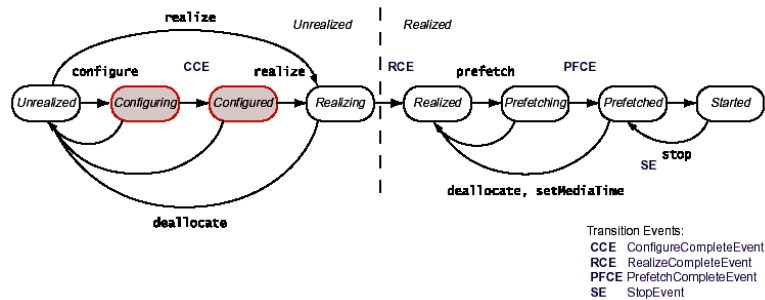 realize
Unrealized
Realized
configure
CCE
realize
RCE
prefetch
PFCE
Unrealized
Configuring
Configured
Realizing
Realized
Prefetching
Prefetched
Started
stop
SE
deallocate, setMediaTime
deallocate
Transition Events:
CCE ConfigureCompleteEvent
RCE RealizeCompleteEvent
PFCE PrefetchCompleteEvent
SE StopEvent